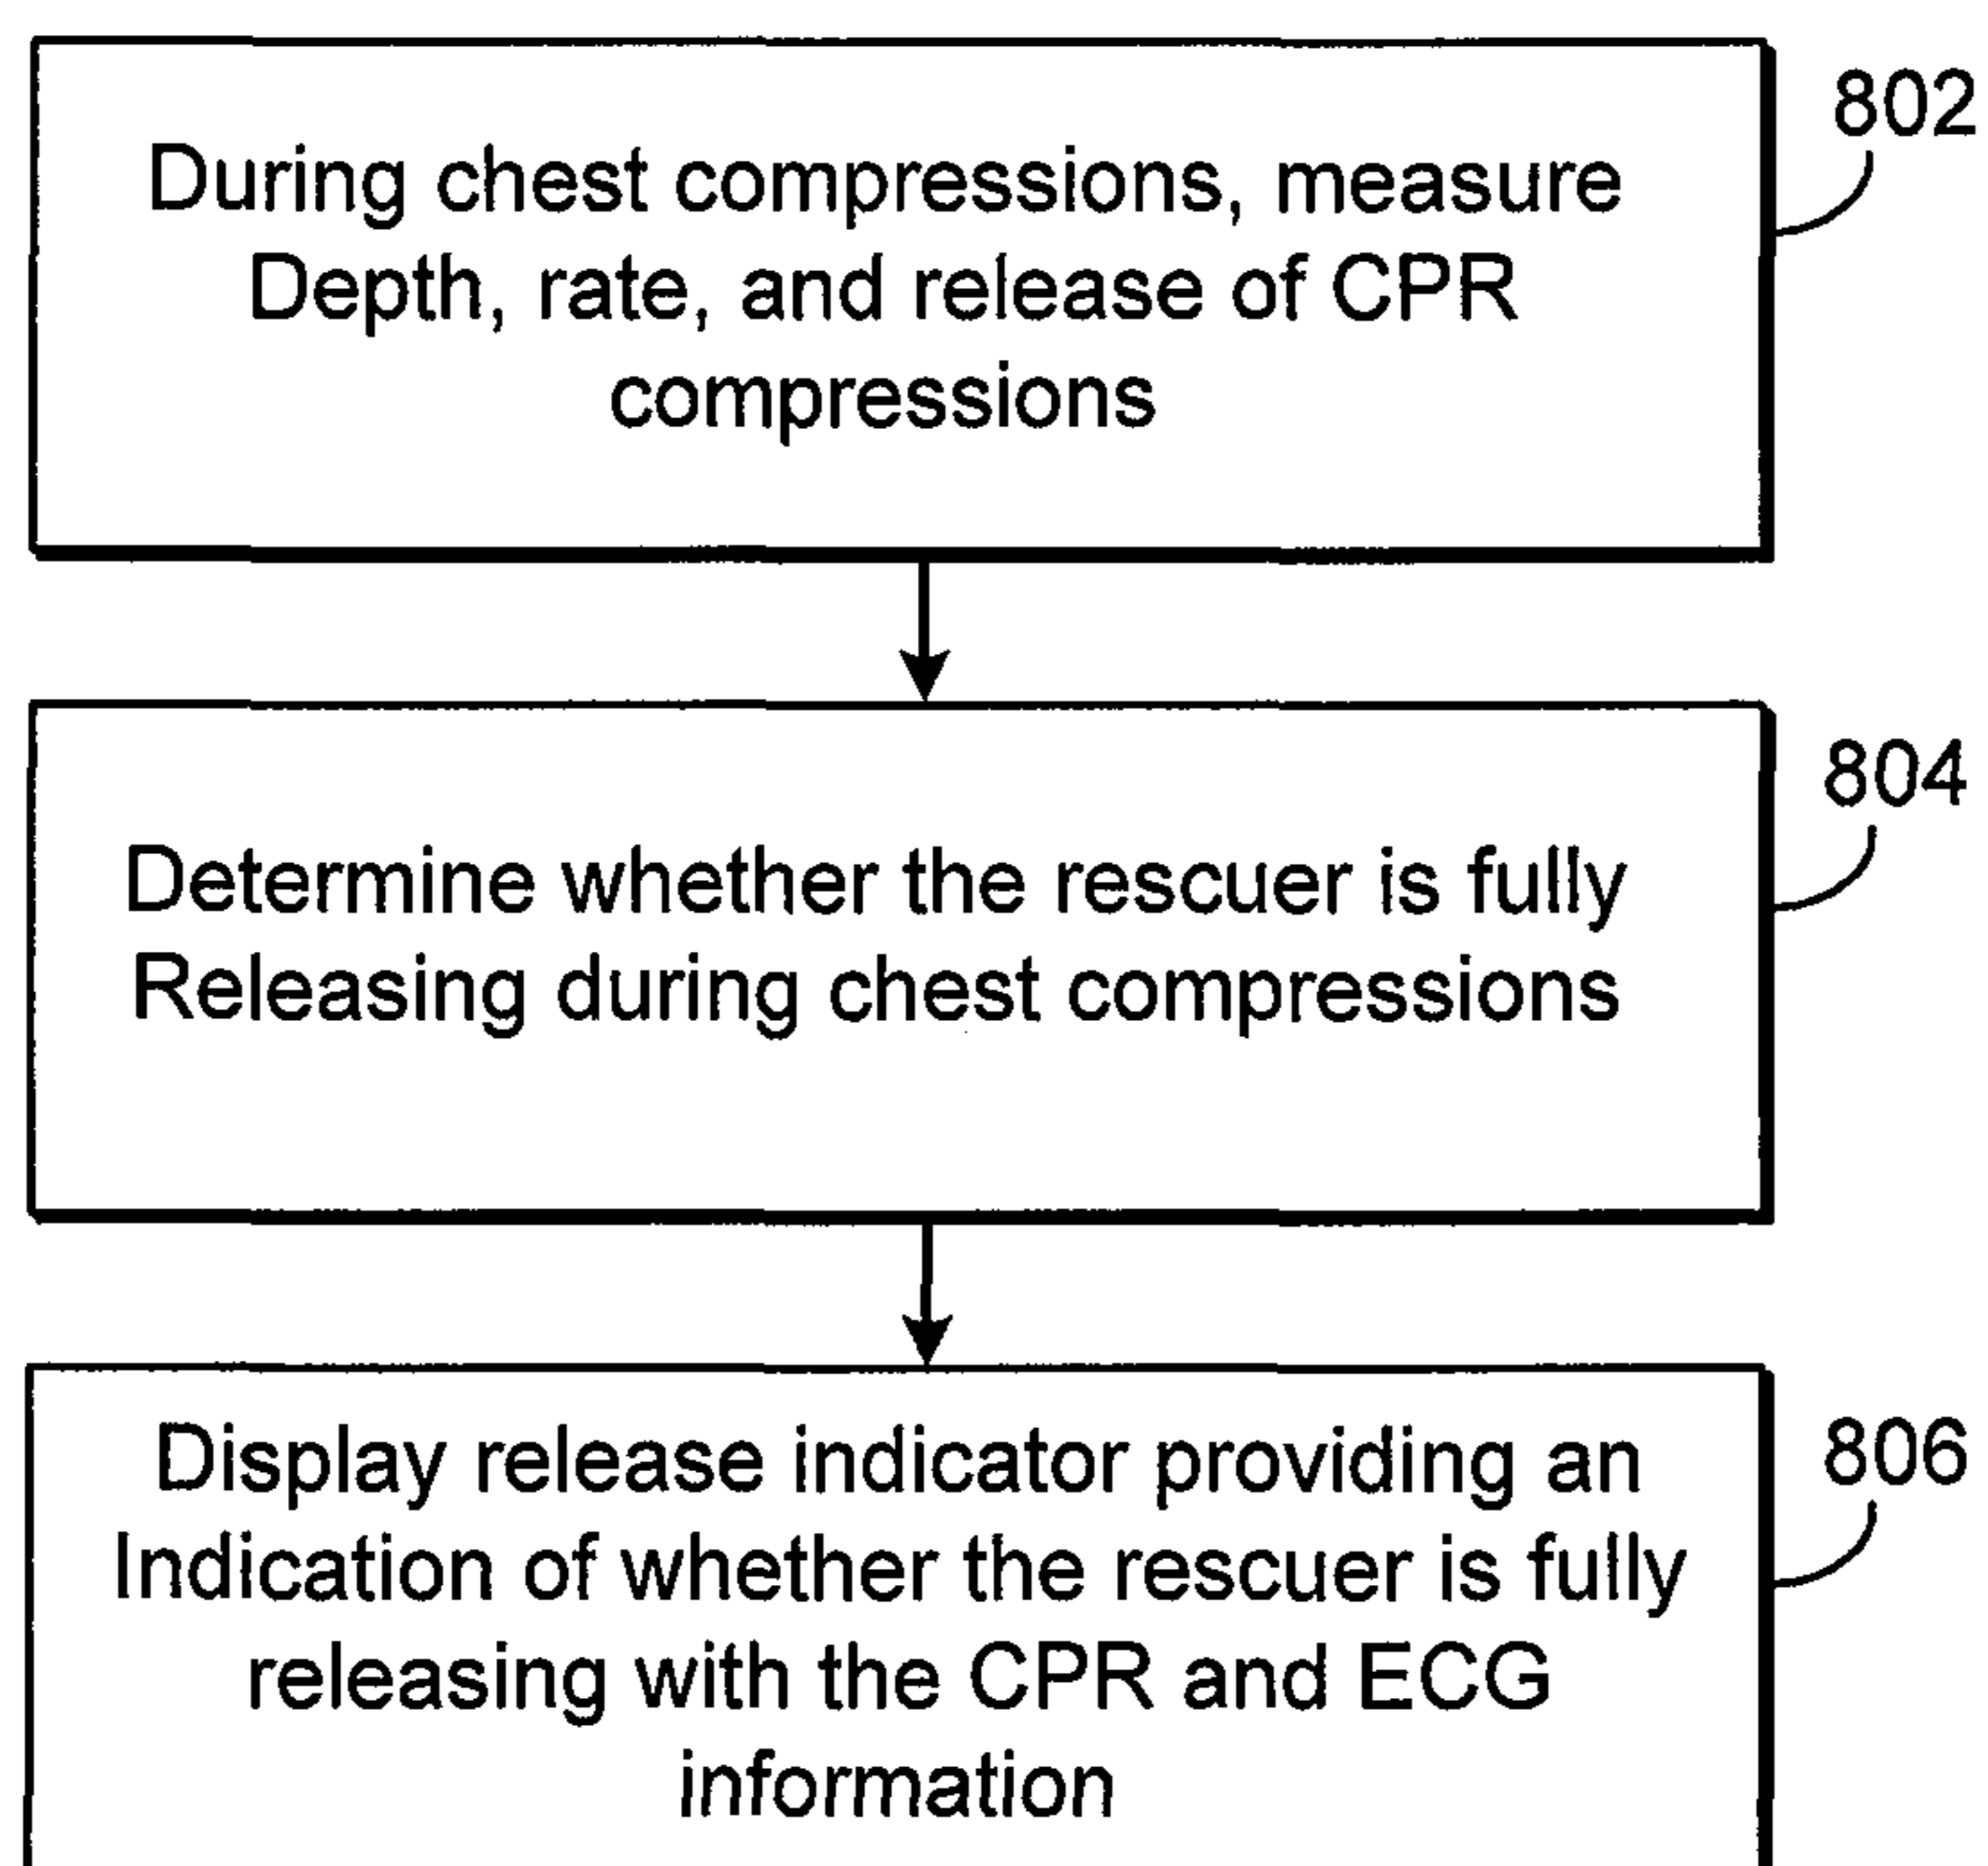 During chest compressions, measure
Depth, rate, and release of CPR
compressions
802
Determine whether the rescuer is fully
Releasing during chest compressions
804
Display release indicator providing an
Indication of whether the rescuer is fully
releasing with the CPR and ECG
information
806